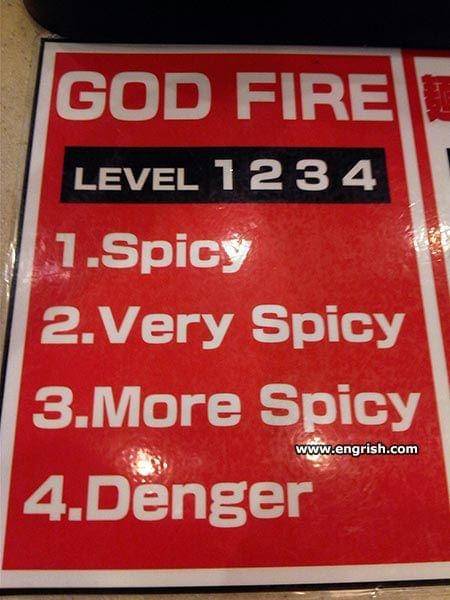 GOD FIRE
LEVEL 1 2 3 4
1.Spicy
2.Very Spicy
3.More Spicy
www.engrish.com
4.Denger